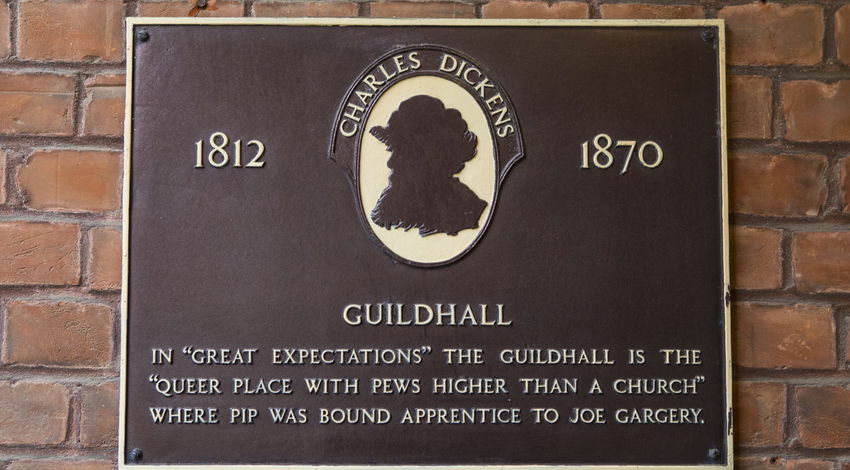 CHARLES DICKENS
1812 1870
GUILDHALL
IN "GREAT EXPECTATIONS" THE GUILDHALL IS THE
"QUEER PLACE WITH PEWS HIGHER THAN A CHURCH"
WHERE PIP WAS BOUND APPRENTICE TO JOE GARGERY.